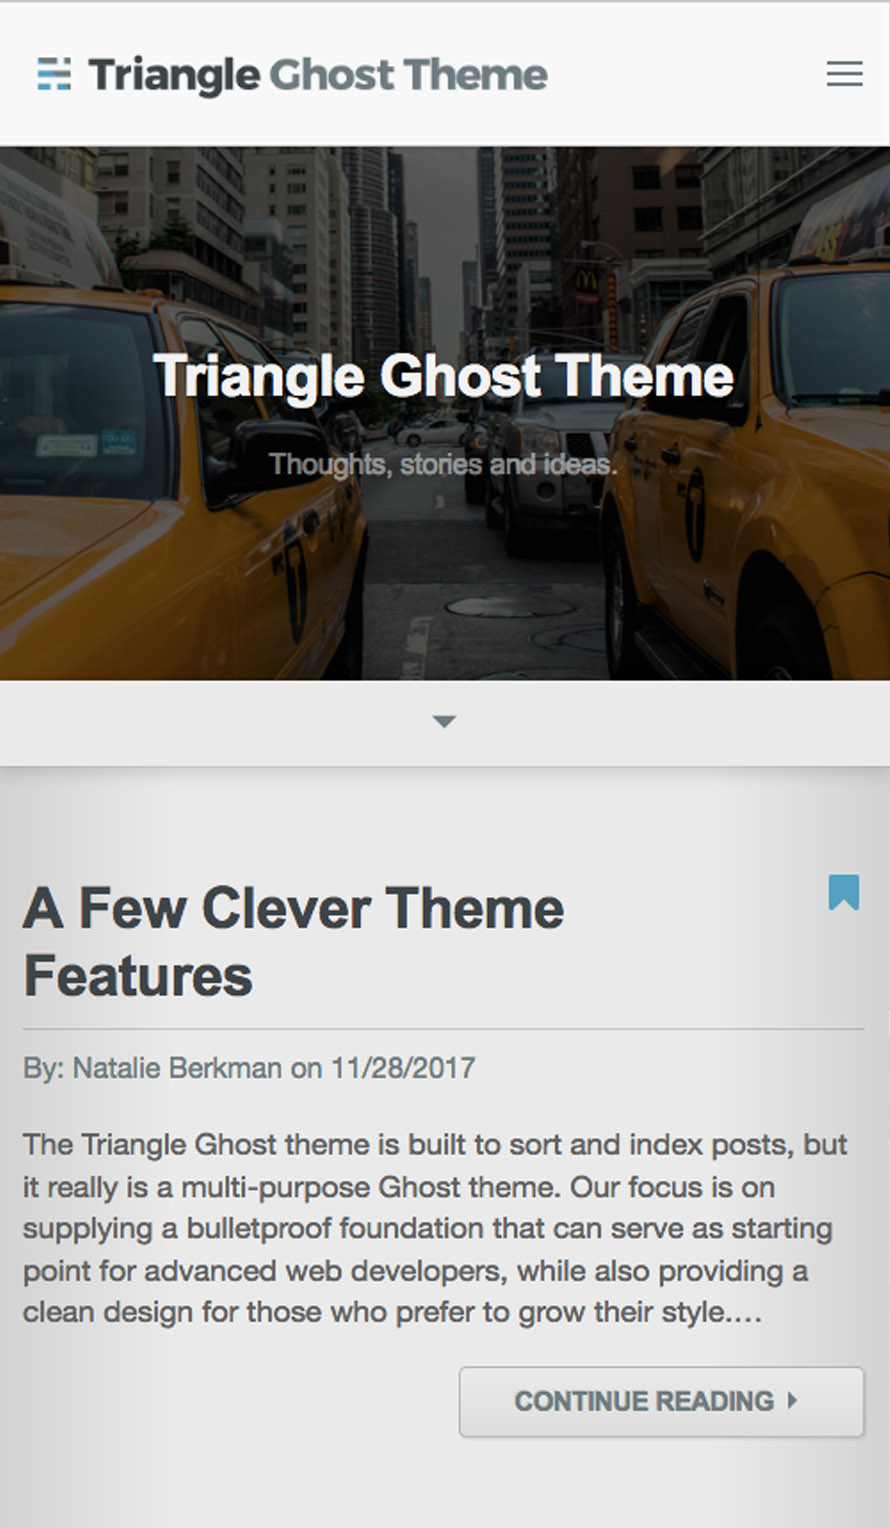 Triangle Ghost Theme
Triangle Ghost Theme
Thoughts, stories and ideas.
A Few Clever Theme
Features
By: Natalie Berkman on 11/28/2017
The Triangle Ghost theme is built to sort and index posts, but
it really is a multi-purpose Ghost theme. Our focus is on
supplying a bulletproof foundation that can serve as starting
point for advanced web developers, while also providing a
clean design for those who prefer to grow their style....
CONTINUE READING